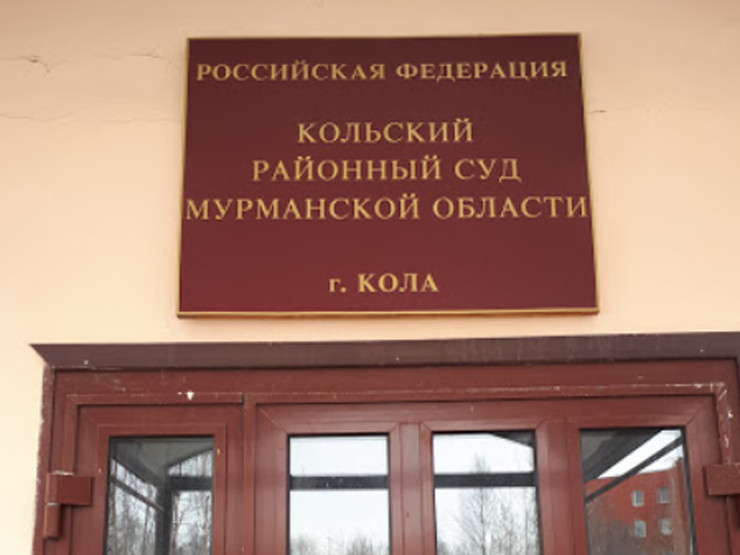 РОССИЙСКАЯ ФЕДЕРАЦИЯ
КОЛЬСКИЙ
РАЙОННЫЙ СУД
МУРМАНСКОЙ ОБЛАСТИ
г. КОЛА